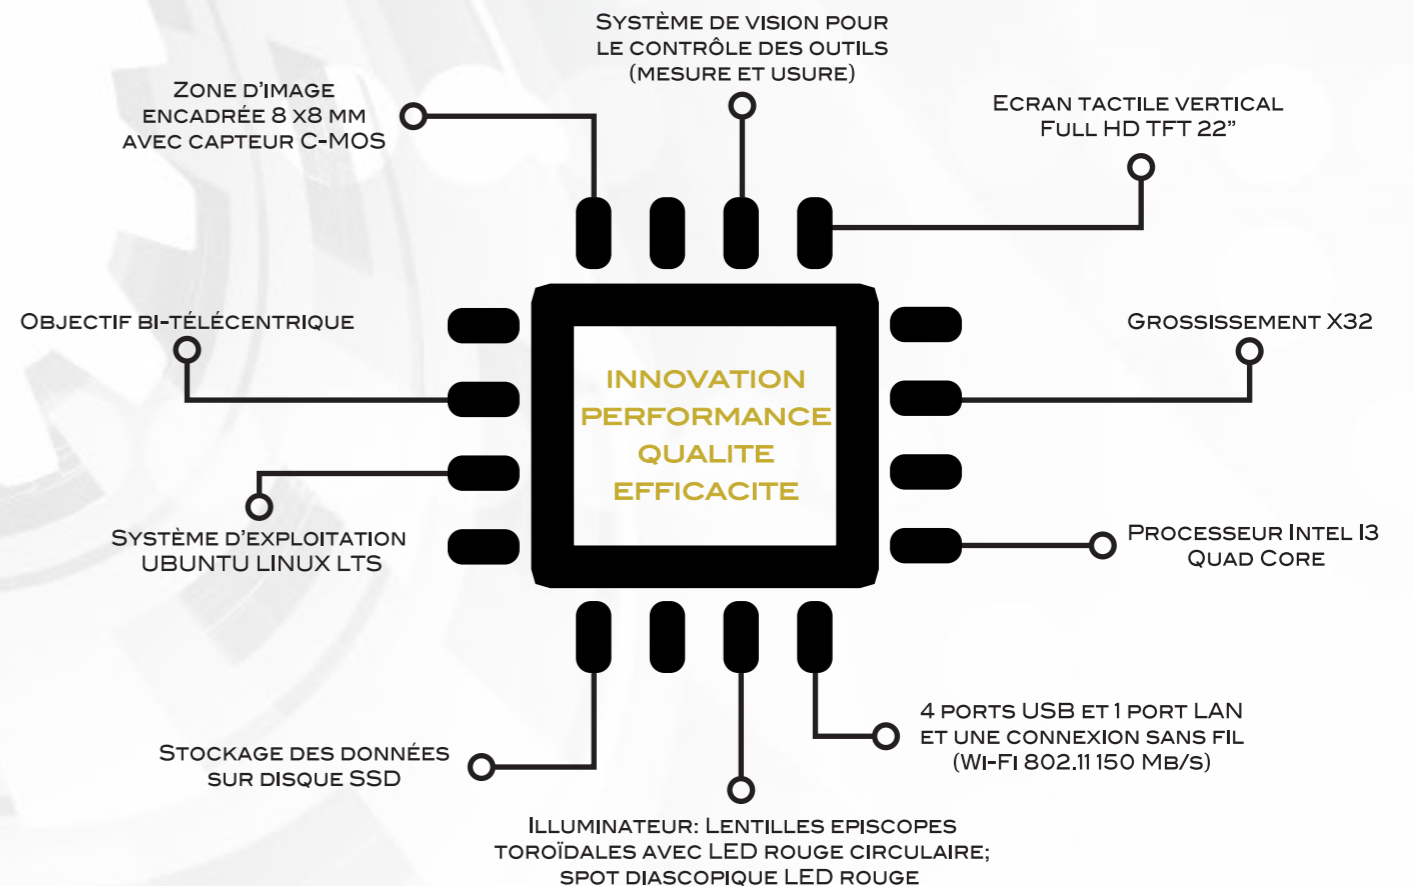 Système de vision pour
le contrôle des outils
(mesure et usure)
Zone d'image
encadrée 8 x8 mm
avec capteur C-MOS
Ecran tactile vertical
Full HD TFT 22”
Objectif bi-télécentrique
Grossissement X32
INNOVATION
PERFORMANCE
QUALITE
EFFICACITE
Système d'exploitation
UBUNTU LINUX LTS
Processeur Intel I3
Quad Core
Stockage des données
sur disque SSD
4 ports USB et 1 port LAN
et une connexion sans fil
(Wi-Fi 802.11 150 Mb/s)
Illuminateur: Lentilles episcopes
toroïdales avec LED rouge circulaire;
spot diascopique LED rouge